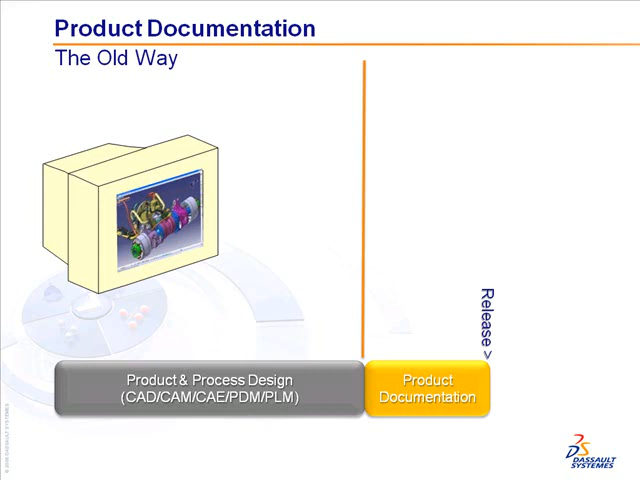 Product Documentation
The Old Way
Release >
Product & Process Design
(CAD/CAM/CAE/PDM/PLM)
Product
Documentation
DASSAULT
SYSTEMES